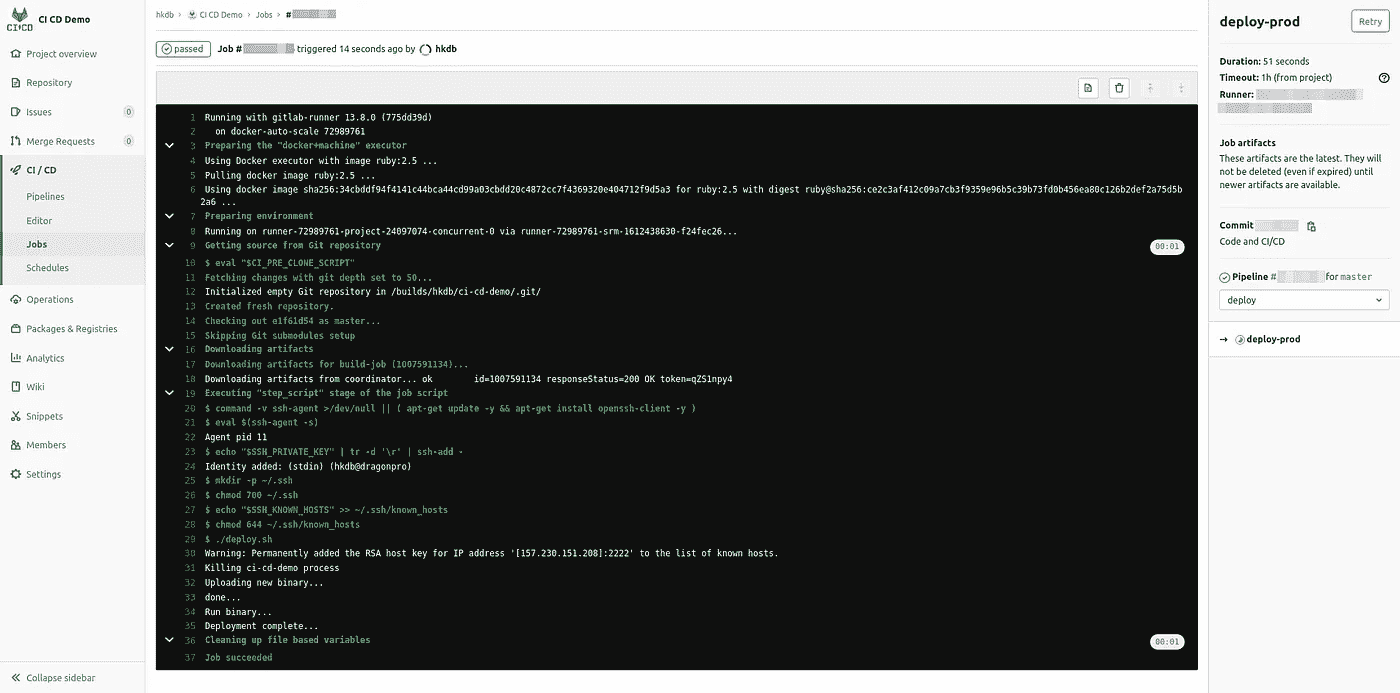 CI+CD
CI CD Demo
Project overview
Repository
Issues 0
Merge Requests 0
CI / CD
Pipelines
Editor
Jobs
Schedules
Operations
Packages & Registries
Analytics
Wiki
Snippets
Members
Settings
Collapse sidebar
hkdb › CI CD Demo › Jobs › #
passed Job # triggered 14 seconds ago by hkdb
1 Running with gitlab-runner 13.8.0 (775dd39d)
2 on docker-auto-scale 72989761
3 Preparing the "docker+machine" executor
4 Using Docker executor with image ruby:2.5 ...
5 Pulling docker image ruby:2.5 ...
6 Using docker image sha256:34cbddf94f4141c44bca44cd99a03cbdd20c4872cc7f4369320e404712f9d5a3 for ruby:2.5 with digest ruby@sha256:ce2c3af412c09a7cb3f9359e96b5c39b73fd0b456ea80c126b2def2a75d5b
2a6 ...
7 Preparing environment
8 Running on runner-72989761-project-24097074-concurrent-0 via runner-72989761-srm-1612438630-f24fec26...
9 Getting source from Git repository 00:01
10 $ eval "$CI_PRE_CLONE_SCRIPT"
11 Fetching changes with git depth set to 50...
12 Initialized empty Git repository in /builds/hkdb/ci-cd-demo/.git/
13 Created fresh repository.
14 Checking out e1f61d54 as master...
15 Skipping Git submodules setup
16 Downloading artifacts
17 Downloading artifacts for build-job (1007591134)...
18 Downloading artifacts from coordinator... ok id=1007591134 responseStatus=200 OK token=qZS1npy4
19 Executing "step_script" stage of the job script
20 $ command -v ssh-agent >/dev/null || ( apt-get update -y && apt-get install openssh-client -y )
21 $ eval $(ssh-agent -s)
22 Agent pid 11
23 $ echo "$SSH_PRIVATE_KEY" | tr -d '\r' | ssh-add -
24 Identity added: (stdin) (hkdb@dragonpro)
25 $ mkdir -p ~/.ssh
26 $ chmod 700 ~/.ssh
27 $ echo "$SSH_KNOWN_HOSTS" >> ~/.ssh/known_hosts
28 $ chmod 644 ~/.ssh/known_hosts
29 $ ./deploy.sh
30 Warning: Permanently added the RSA host key for IP address '[157.230.151.208]:2222' to the list of known hosts.
31 Killing ci-cd-demo process
32 Uploading new binary...
33 done...
34 Run binary...
35 Deployment complete...
36 Cleaning up file based variables 00:01
37 Job succeeded
deploy-prod Retry
Duration: 51 seconds
Timeout: 1h (from project)
Runner:
Job artifacts
These artifacts are the latest. They will
not be deleted (even if expired) until
newer artifacts are available.
Commit
Code and CI/CD
Pipeline # for master
deploy
→ deploy-prod